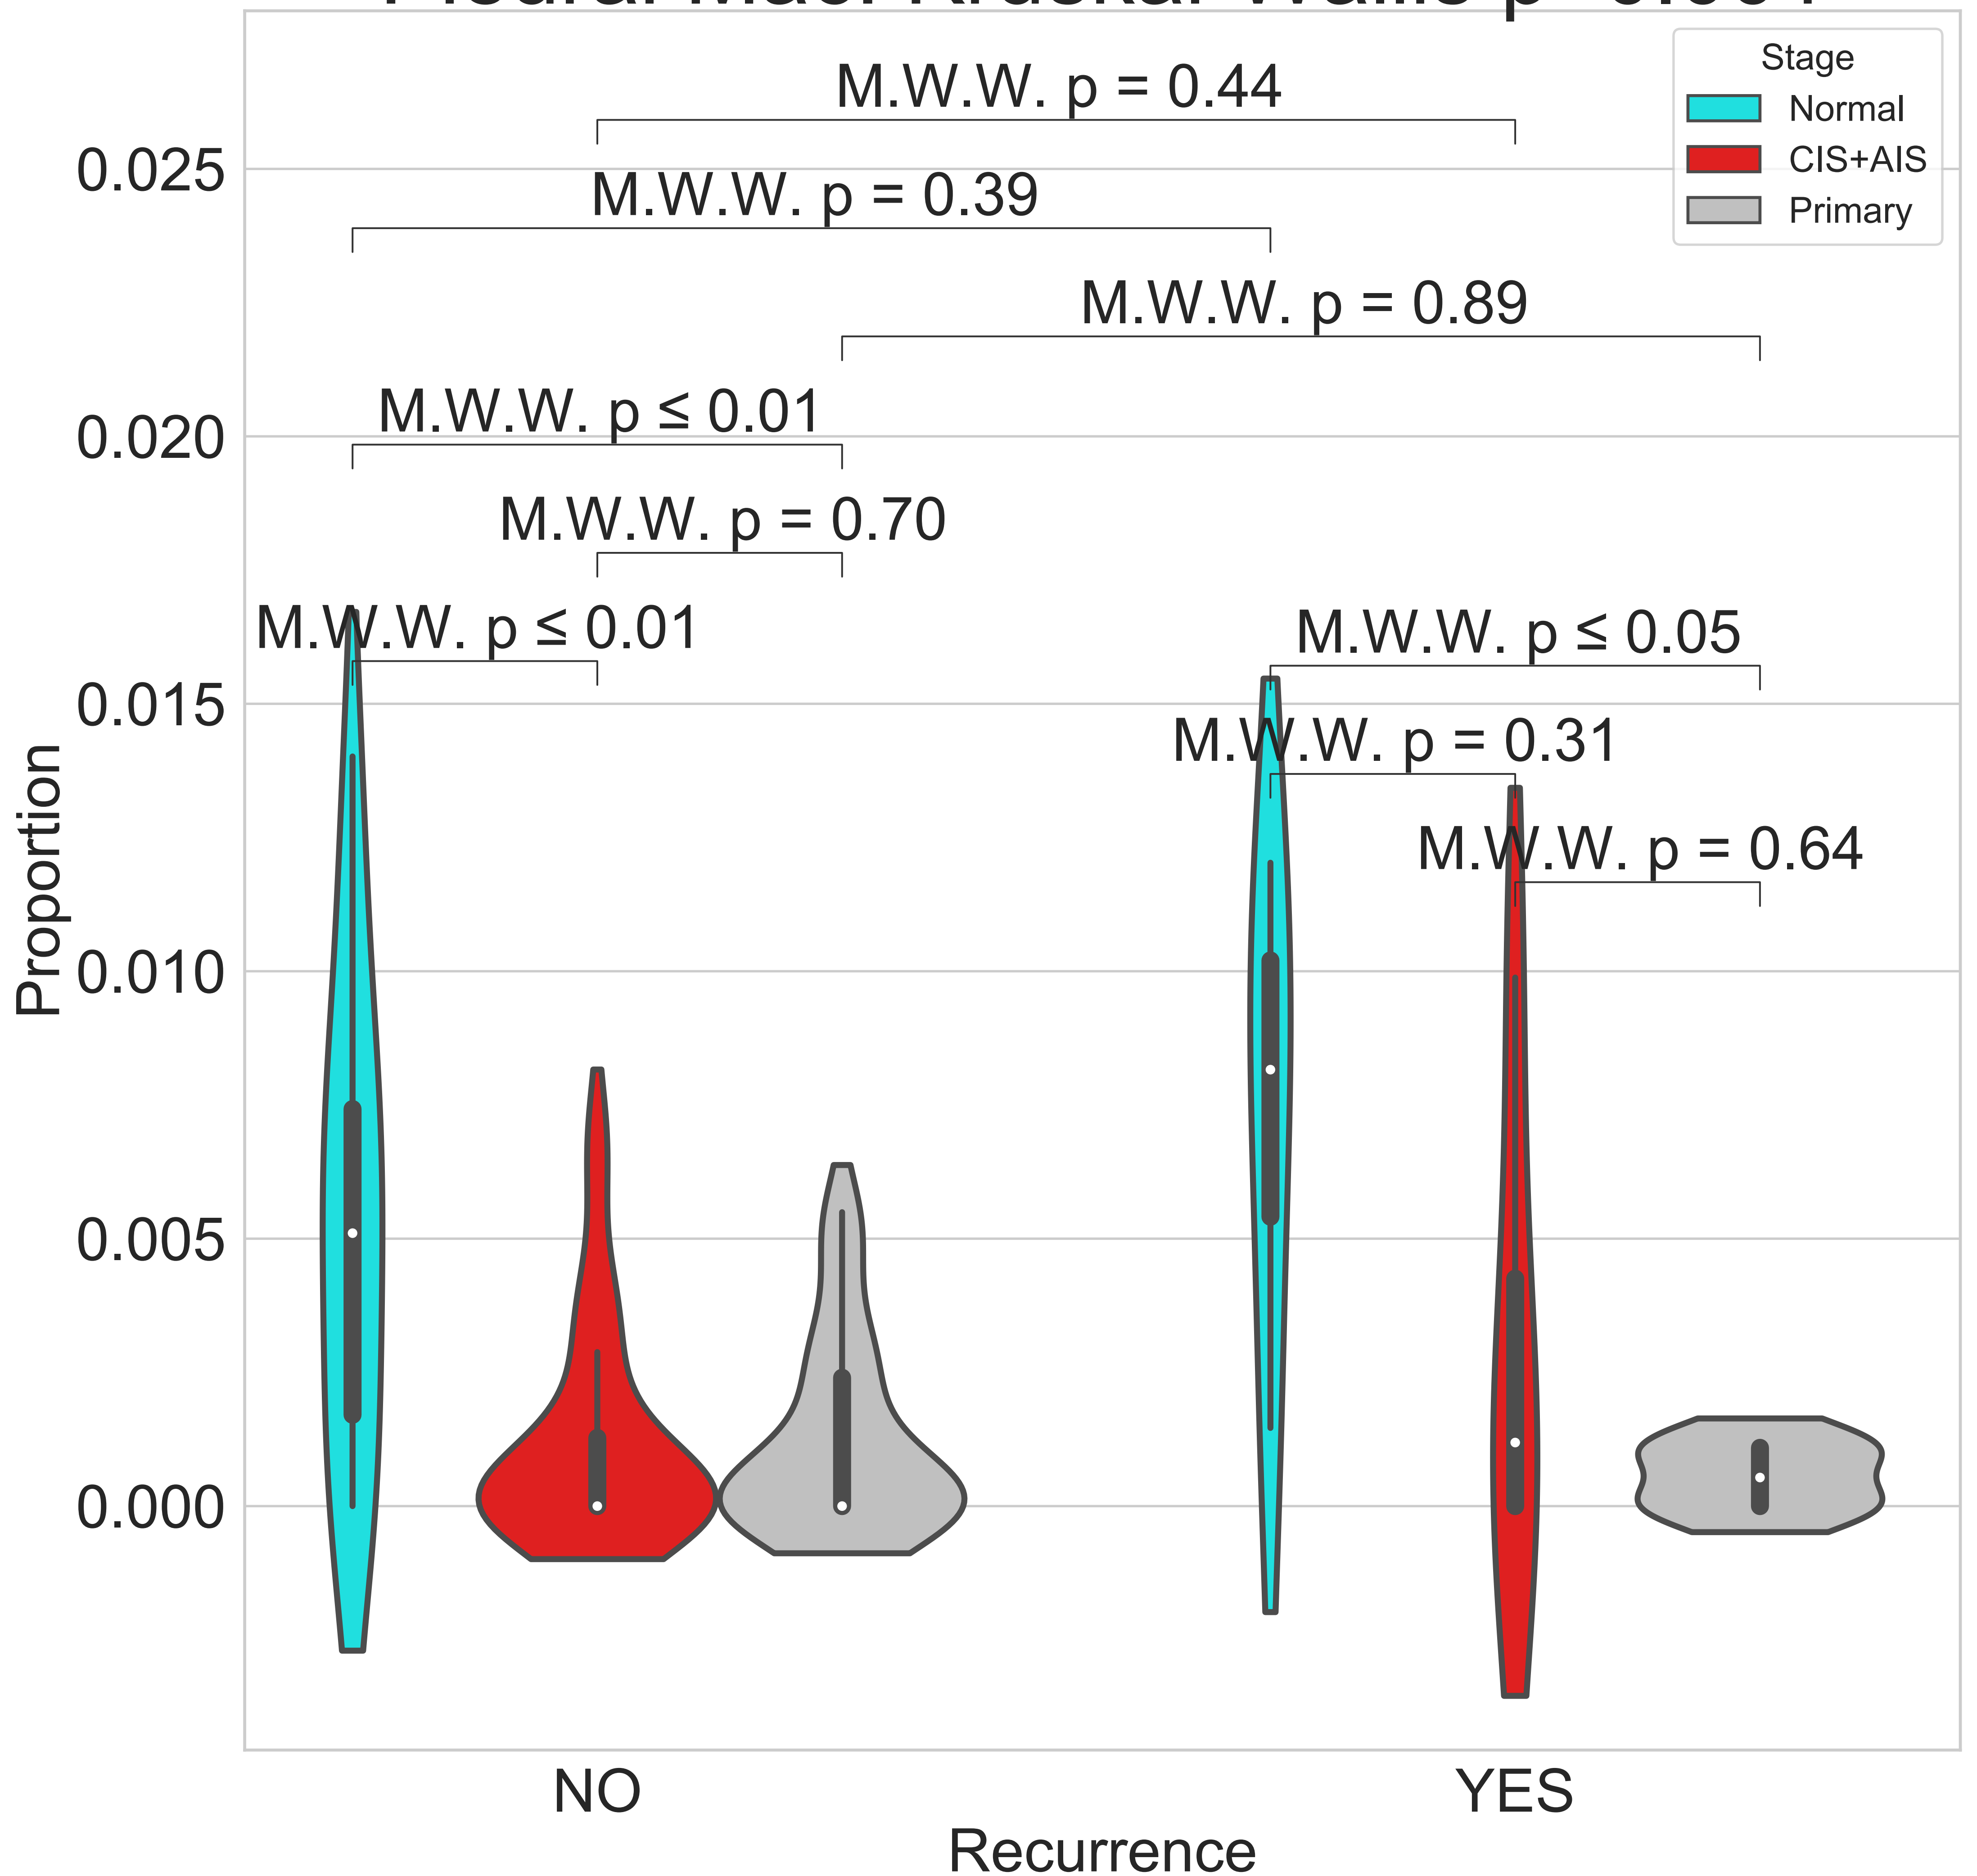 M.W.W. p = 0.44
Stage
Normal
CIS+AIS
Primary
0.025
M.W.W. p = 0.39
M.W.W. p = 0.89
0.020
M.W.W. p ≤ 0.01
M.W.W. p = 0.70
M.W.W. p ≤ 0.01
M.W.W. p ≤ 0.05
0.015
M.W.W. p = 0.31
M.W.W. p = 0.64
Proportion
0.010
0.005
0.000
NO
YES
Recurrence